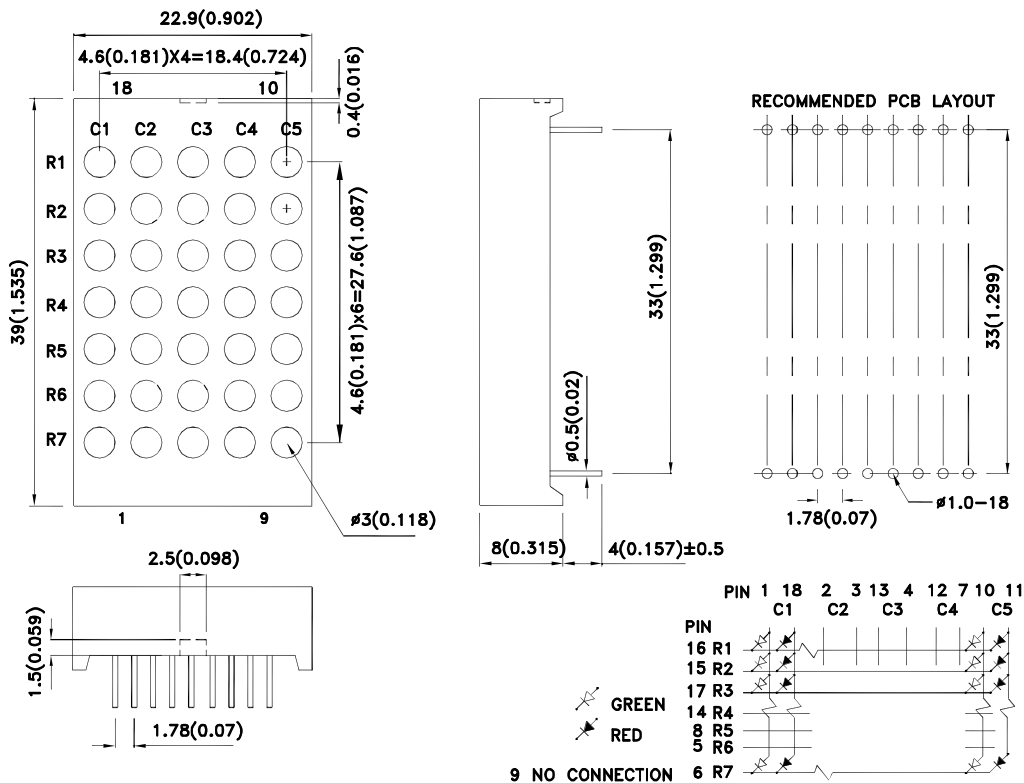 22.9(0.902)
4.6(0.181)X4=18.4(0.724)
18 10
0.4(0.016)
C1 C2 C3 C4 C5
R1
R2
R3
R4
R5
R6
R7
39(1.535)
4.6(0.181)x6=27.6(1.087)
1 9
ø3(0.118)
33(1.299)
ø0.5(0.02)
8(0.315) 4(0.157)±0.5
RECOMMENDED PCB LAYOUT
33(1.299)
ø1.0-18
1.78(0.07)
2.5(0.098)
1.5(0.059)
1.78(0.07)
GREEN
RED
9 NO CONNECTION
PIN 1 18 2 3 13 4 12 7 10 11
C1 C2 C3 C4 C5
PIN
16 R1
15 R2
17 R3
14 R4
8 R5
5 R6
6 R7